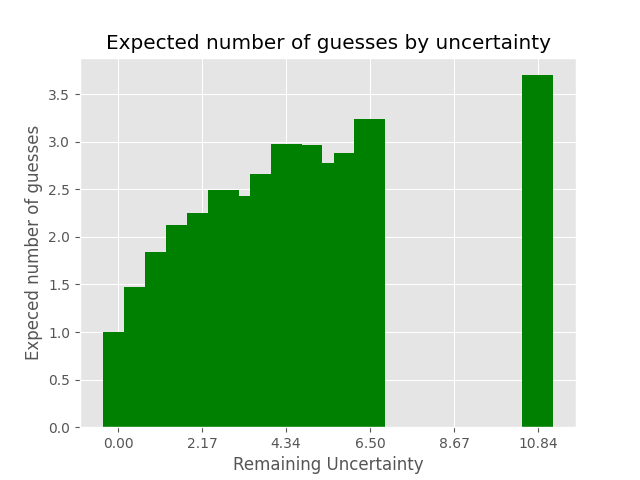 Expected number of guesses by uncertainty
Expeced number of guesses
3.5
3.0
2.5
2.0
1.5
1.0
0.5
0.0
0.00 2.17 4.34 6.50 8.67 10.84
Remaining Uncertainty